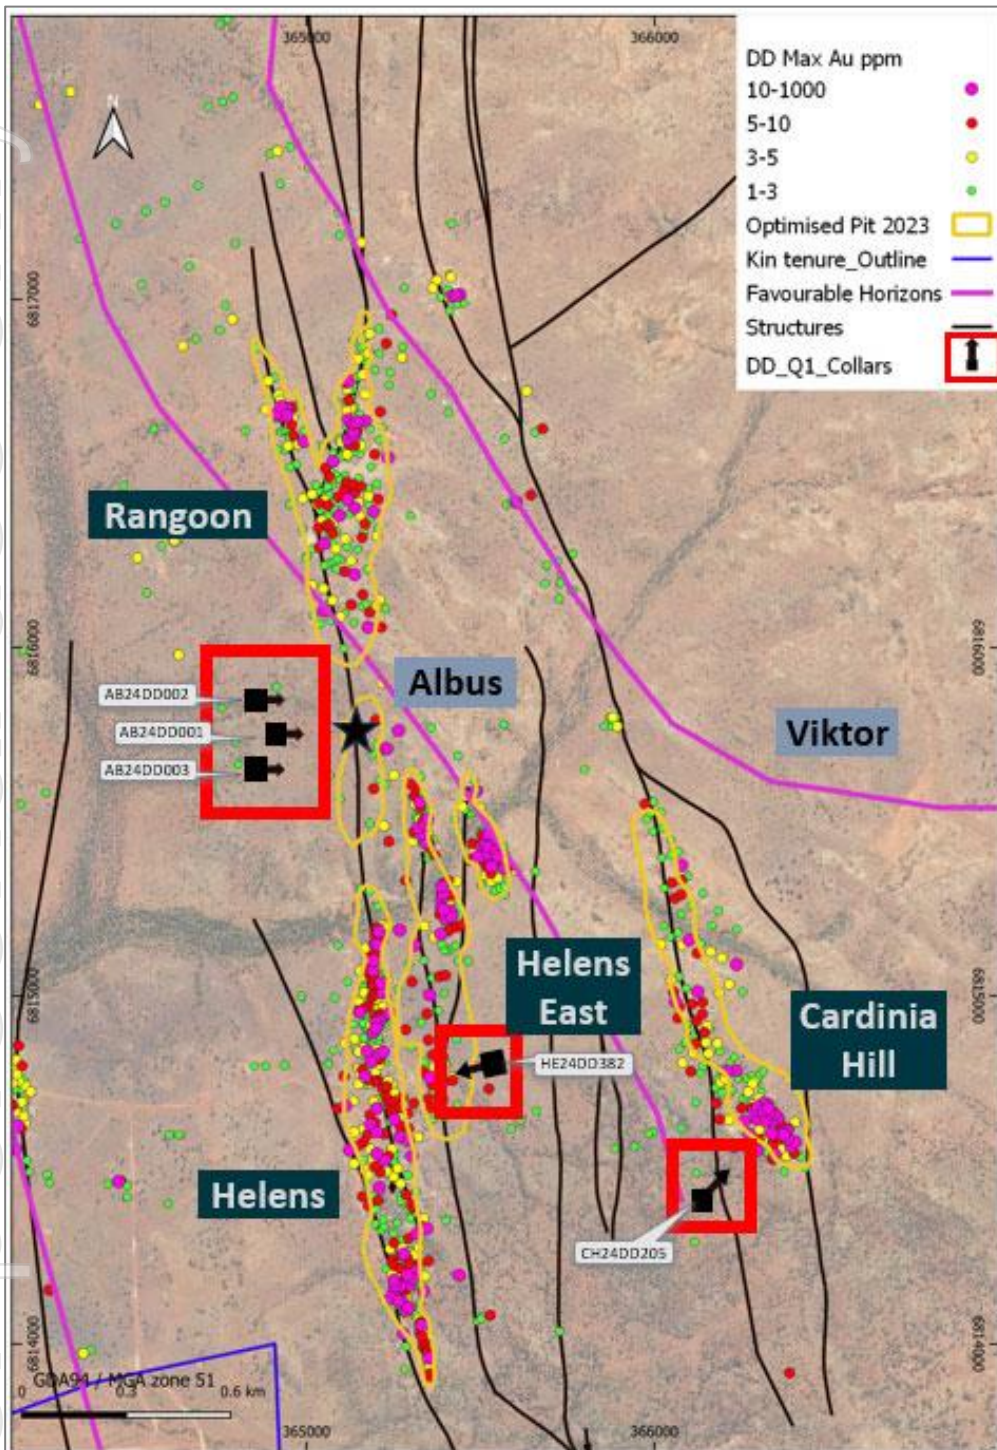 365000
366000
DD Max Au ppm
10-1000
5-10
3-5
1-3
Optimised Pit 2023
Kin tenure_Outline
Favourable Horizons
Structures
DD_Q1_Collars
N
6817000
Rangoon
6816000
6816000
Albus
AB24DD002
AB24DD001
AB24DD003
Viktor
Helens
East
6815000
6815000
Cardinia
Hill
HE24DD382
Helens
CH24DD205
6814000
6814000
GDA94 / MGA zone 51
0 0.3 0.6 km
365000
366000